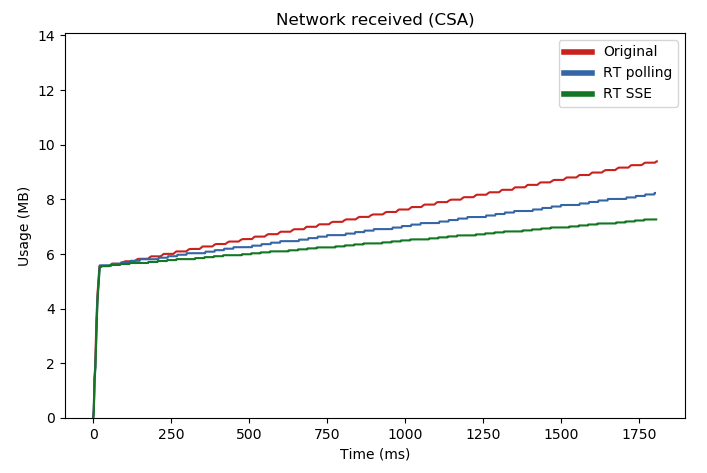 Network received (CSA)
14
12
10
8
6
4
2
0
Usage (MB)
Original
RT polling
RT SSE
0 250 500 750 1000 1250 1500 1750
Time (ms)